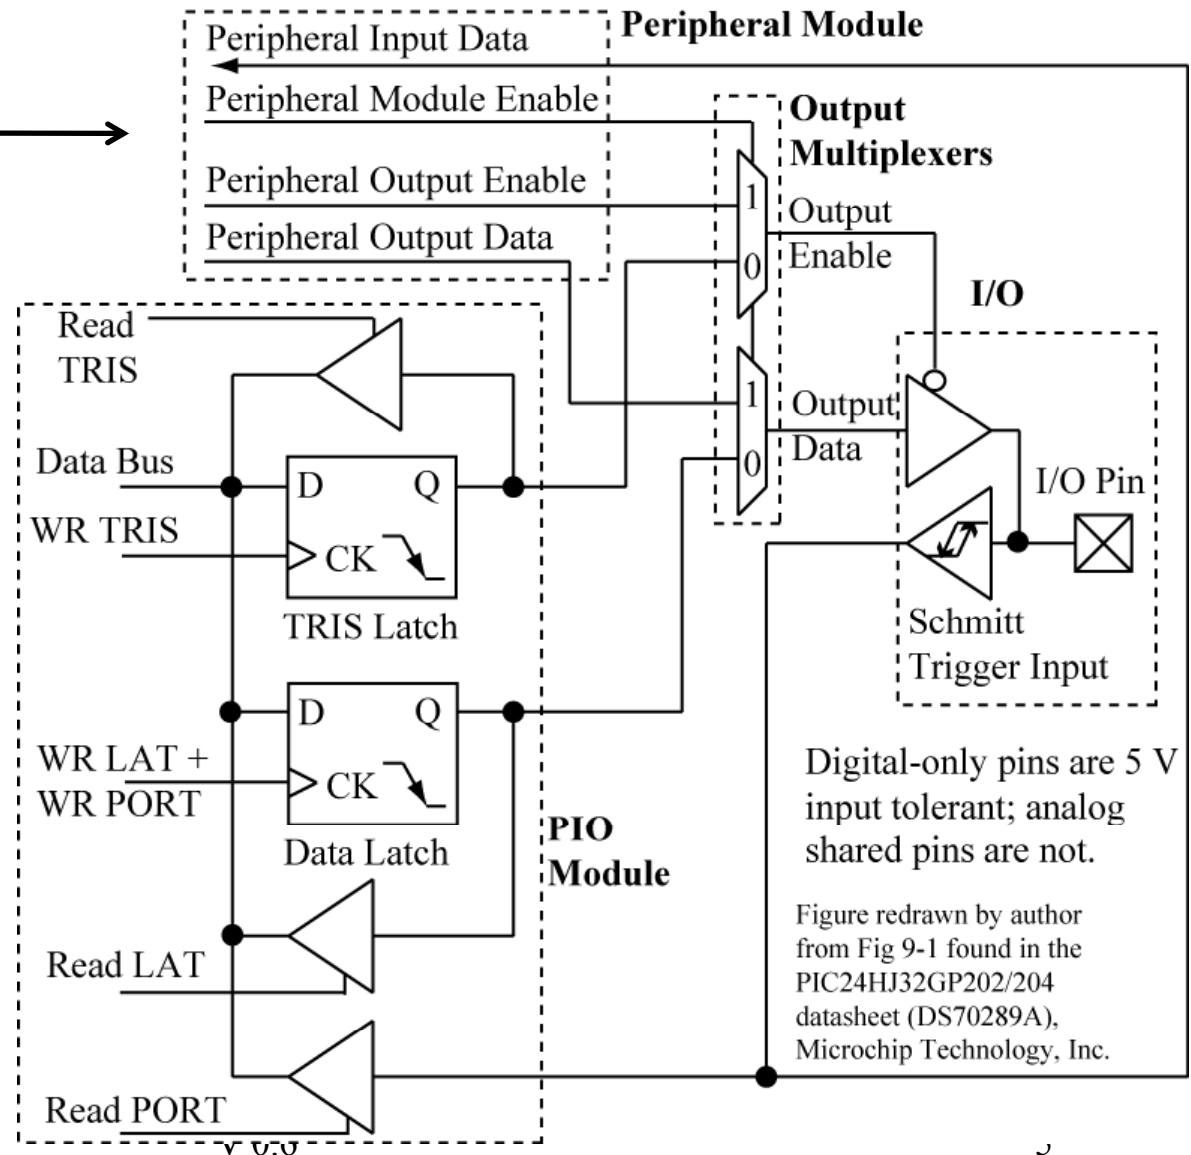 Peripheral Module
Peripheral Input Data
Peripheral Module Enable
Peripheral Output Enable
Peripheral Output Data
Output
Multiplexers
1
0
Output
Enable
I/O
1
0
Output
Data
I/O Pin
Schmitt
Trigger Input
Read
TRIS
Data Bus
D
Q
WR TRIS
CK
TRIS Latch
D
Q
WR LAT +
WR PORT
CK
Data Latch
PIO
Module
Read LAT
Read PORT
Digital-only pins are 5 V
input tolerant; analog
shared pins are not.
Figure redrawn by author
from Fig 9-1 found in the
PIC24HJ32GP202/204
datasheet (DS70289A),
Microchip Technology, Inc.